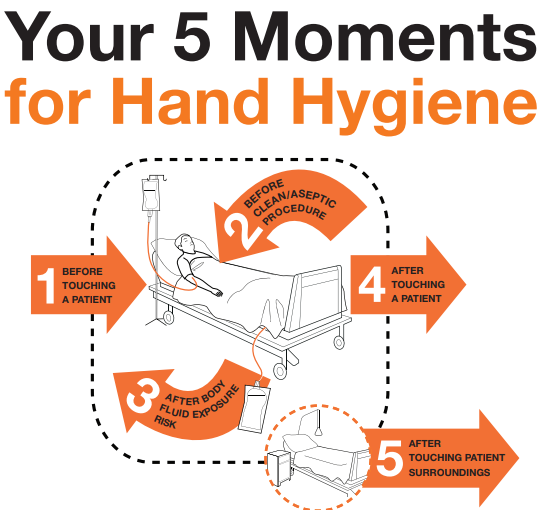 Your 5 Moments
for Hand Hygiene
1
BEFORE
TOUCHING
A PATIENT
2
BEFORE
CLEAN/ASEPTIC
PROCEDURE
3
AFTER BODY
FLUID EXPOSURE
RISK
4
AFTER
TOUCHING
A PATIENT
5
AFTER
TOUCHING PATIENT
SURROUNDINGS